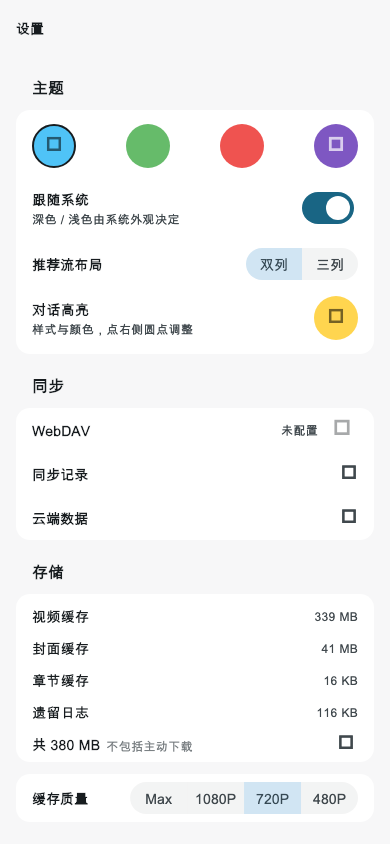 设置
主题
跟随系统
深色 / 浅色由系统外观决定
推荐流布局
双列
三列
对话高亮
样式与颜色，点右侧圆点调整
同步
WebDAV
未配置
同步记录
云端数据
存储
视频缓存
339 MB
封面缓存
41 MB
章节缓存
16 KB
遗留日志
116 KB
共 380 MB 不包括主动下载
缓存质量
Max
1080P
720P
480P